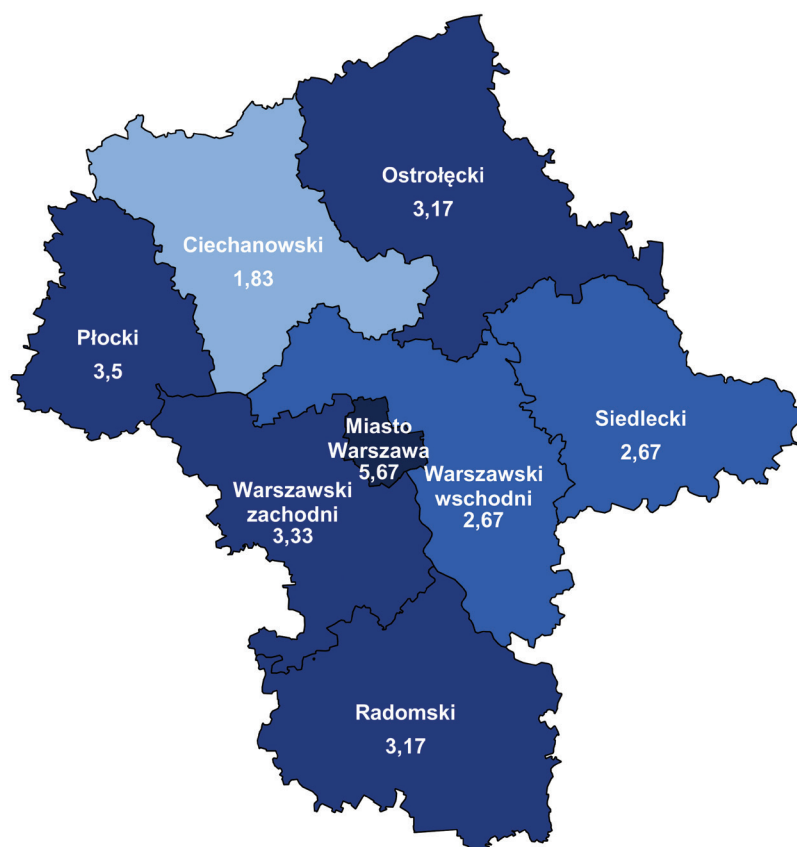 Ostrołęcki
3,17
Ciechanowski
1,83
Płocki
3,5
Siedlecki
2,67
Miasto
Warszawa
5,67
Warszawski
wschodni
2,67
Warszawski
zachodni
3,33
Radomski
3,17